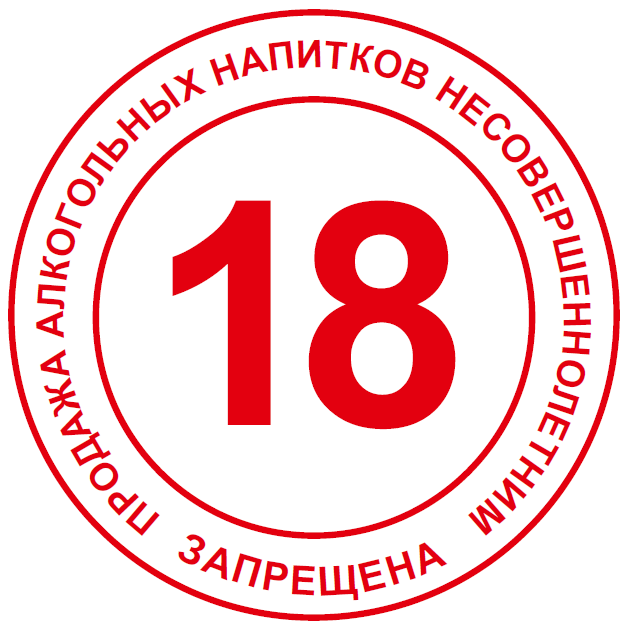 ПРОДАЖА АЛКОГОЛЬНЫХ НАПИТКОВ НЕСОВЕРШЕННОЛЕТНИМ
ЗАПРЕЩЕНА
18